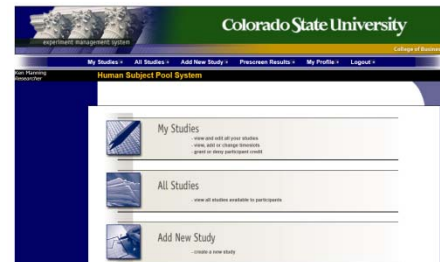 Colorado State University
experiment management system
College of Busines
My Studies All Studies Add New Study Prescreen Results My Profile Logout
Ken Manning
Researcher
Human Subject Pool System
My Studies
- view and edit all your studies
- view, add or change timeslots
- grant or deny participant credit
All Studies
- view all studies available to participants
Add New Study
- create a new study